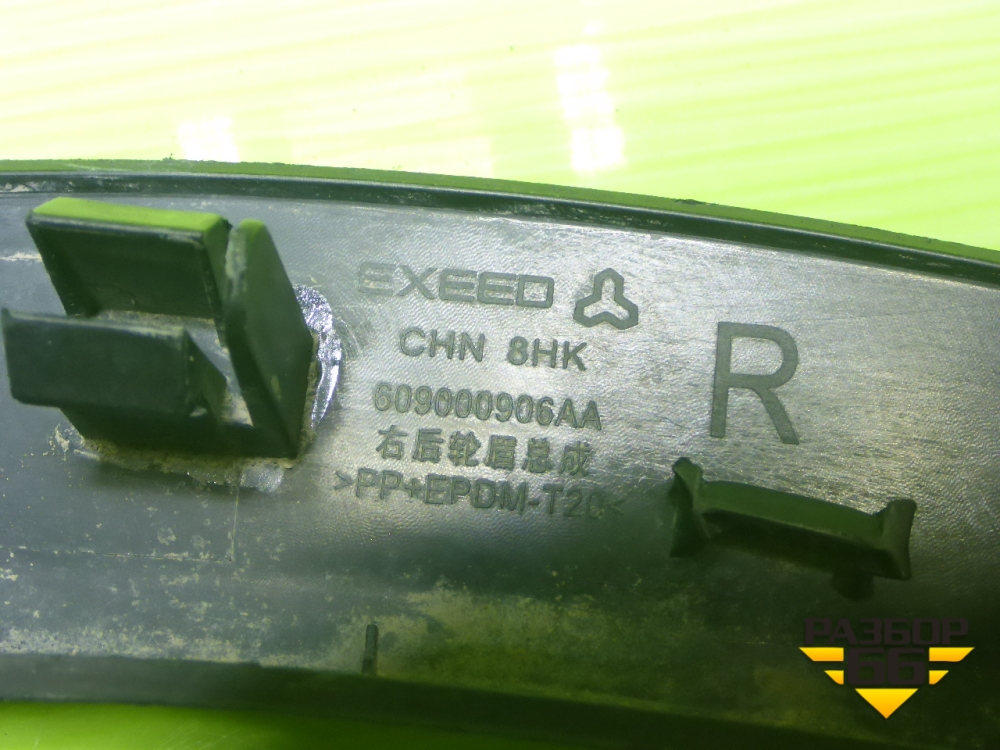 EXEED
CHN 8HK
R
609000906AA
右后轮眉总成
>PP+EPDM-T20<
РАЗБОР
66